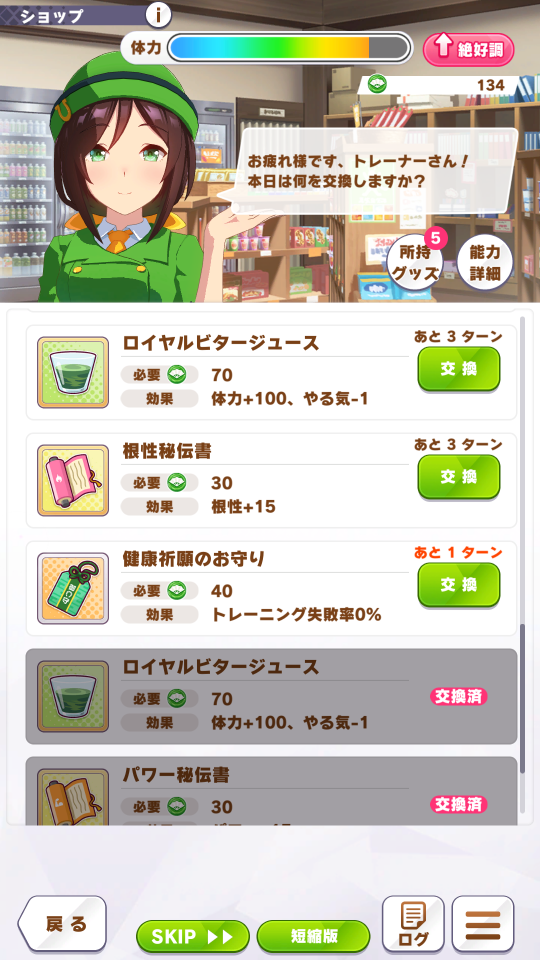 ショップ
i
体力
絶好調
134
お疲れ様です、トレーナーさん！
本日は何を交換しますか？
5
所持
グッズ
能力
詳細
ロイヤルビタージュース
あと 3 ターン
必要 70
交換
効果 体力+100、やる気-1
根性秘伝書
あと 3 ターン
必要 30
交換
効果 根性+15
健康祈願のお守り
あと 1 ターン
必要 40
交換
効果 トレーニング失敗率0%
ロイヤルビタージュース
必要 70
交換済
効果 体力+100、やる気-1
パワー秘伝書
必要 30
交換済
戻る
SKIP
短縮版
ログ